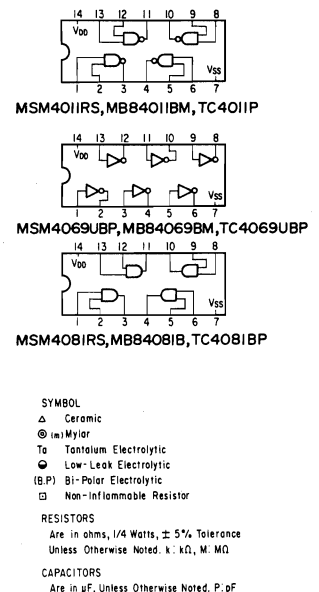 14 13 12 11 10 9 8
VDD
VSS
1 2 3 4 5 6 7
MSM4011RS, MB84011BM, TC4011P
14 13 12 11 10 9 8
VDD
VSS
1 2 3 4 5 6 7
MSM4069UBP, MB84069BM, TC4069UBP
14 13 12 11 10 9 8
VDD
VSS
1 2 3 4 5 6 7
MSM4081RS, MB84081B, TC4081BP
SYMBOL
△ Ceramic
◎ (m) Mylar
Ta Tantalum Electrolytic
◒ Low-Leak Electrolytic
(B.P) Bi-Polar Electrolytic
⊡ Non-Inflammable Resistor
RESISTORS
Are in ohms, 1/4 Watts, ± 5% Tolerance
Unless Otherwise Noted. k: kΩ, M: MΩ
CAPACITORS
Are in μF, Unless Otherwise Noted. P: pF